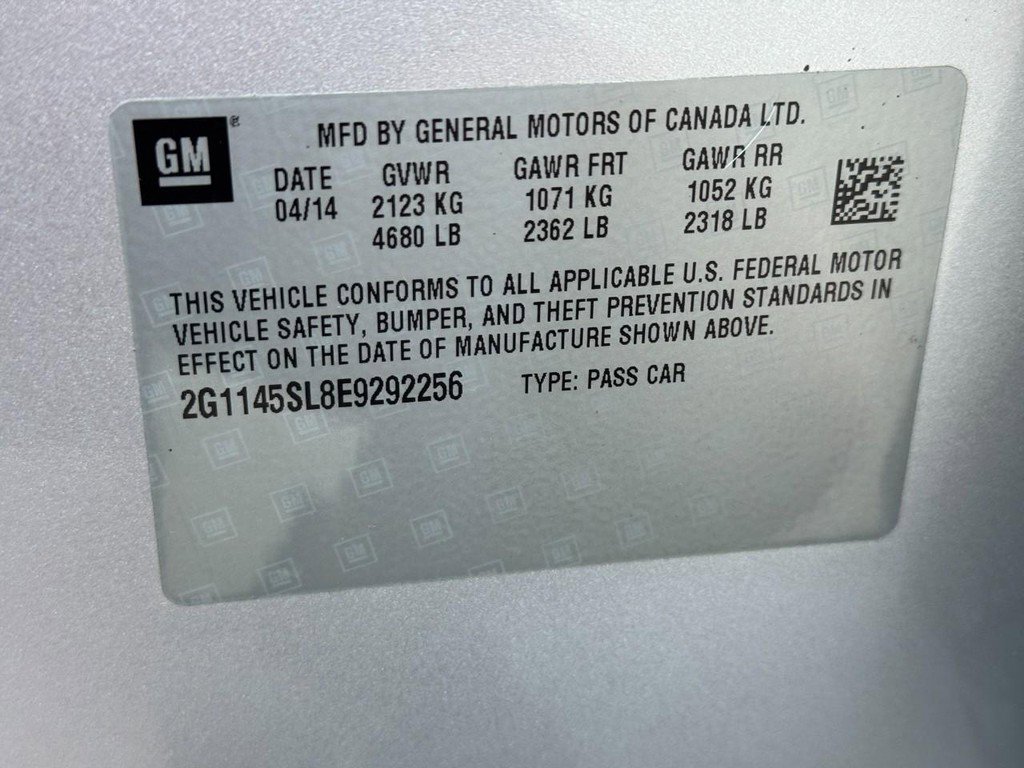 GM®
MFD BY GENERAL MOTORS OF CANADA LTD.
DATE GVWR GAWR FRT GAWR RR
04/14 2123 KG 1071 KG 1052 KG
4680 LB 2362 LB 2318 LB
THIS VEHICLE CONFORMS TO ALL APPLICABLE U.S. FEDERAL MOTOR
VEHICLE SAFETY, BUMPER, AND THEFT PREVENTION STANDARDS IN
EFFECT ON THE DATE OF MANUFACTURE SHOWN ABOVE.
2G1145SL8E9292256 TYPE: PASS CAR